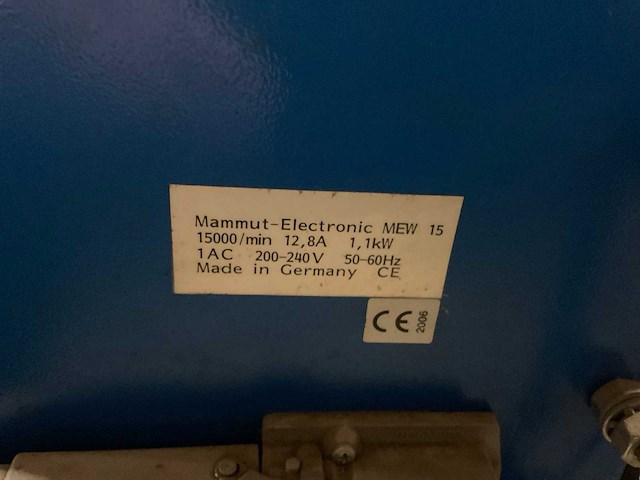 Mammut-Electronic MEW 15
15000/min 12,8A 1,1kW
1AC 200-240V 50-60Hz
Made in Germany CE
CE 2006